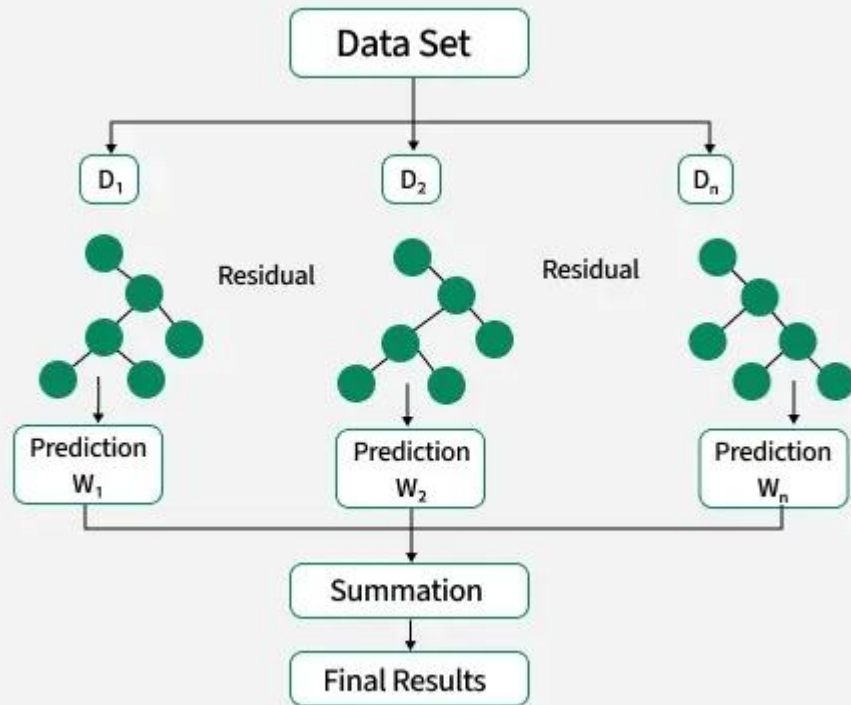 Data Set
D₁
D₂
Dₙ
Residual
Residual
Prediction
W₁
Prediction
W₂
Prediction
Wₙ
Summation
Final Results